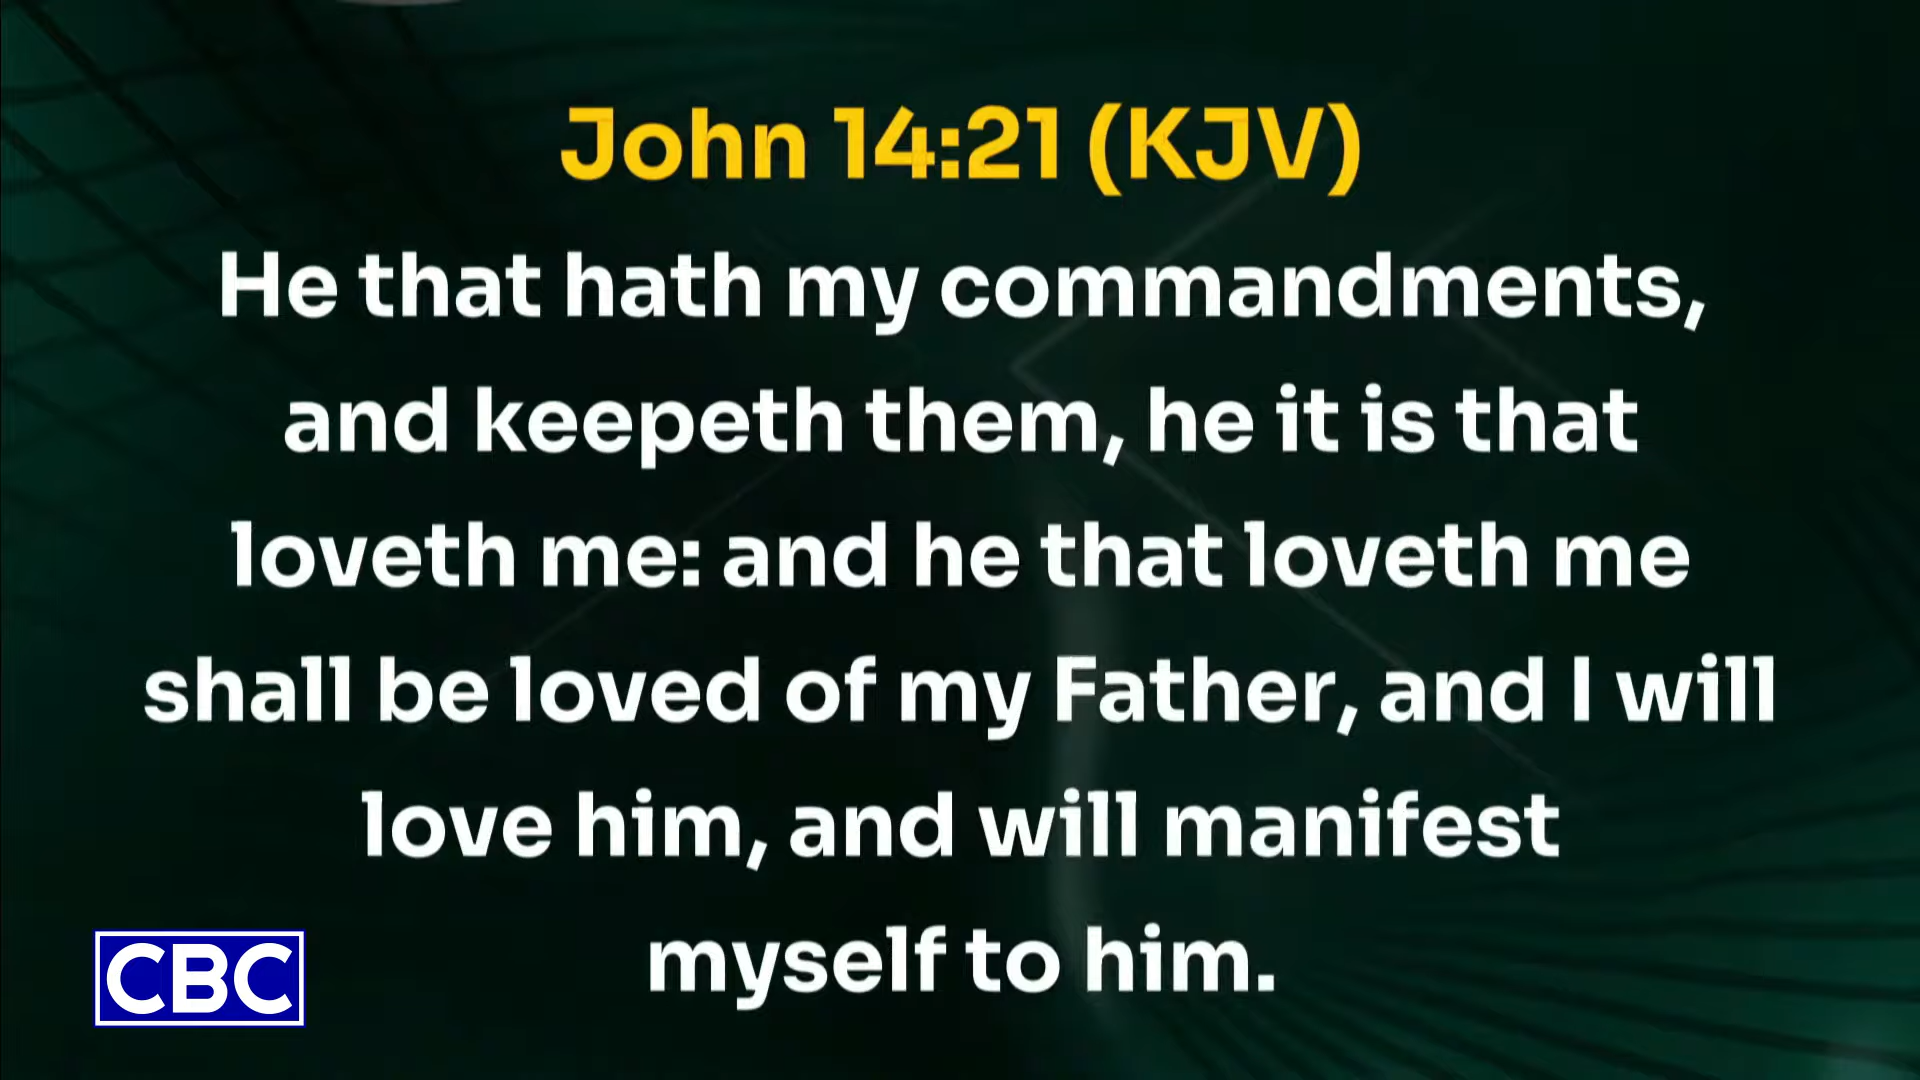 John 14:21 (KJV)
He that hath my commandments,
and keepeth them, he it is that
loveth me: and he that loveth me
shall be loved of my Father, and I will
love him, and will manifest
myself to him.
CBC